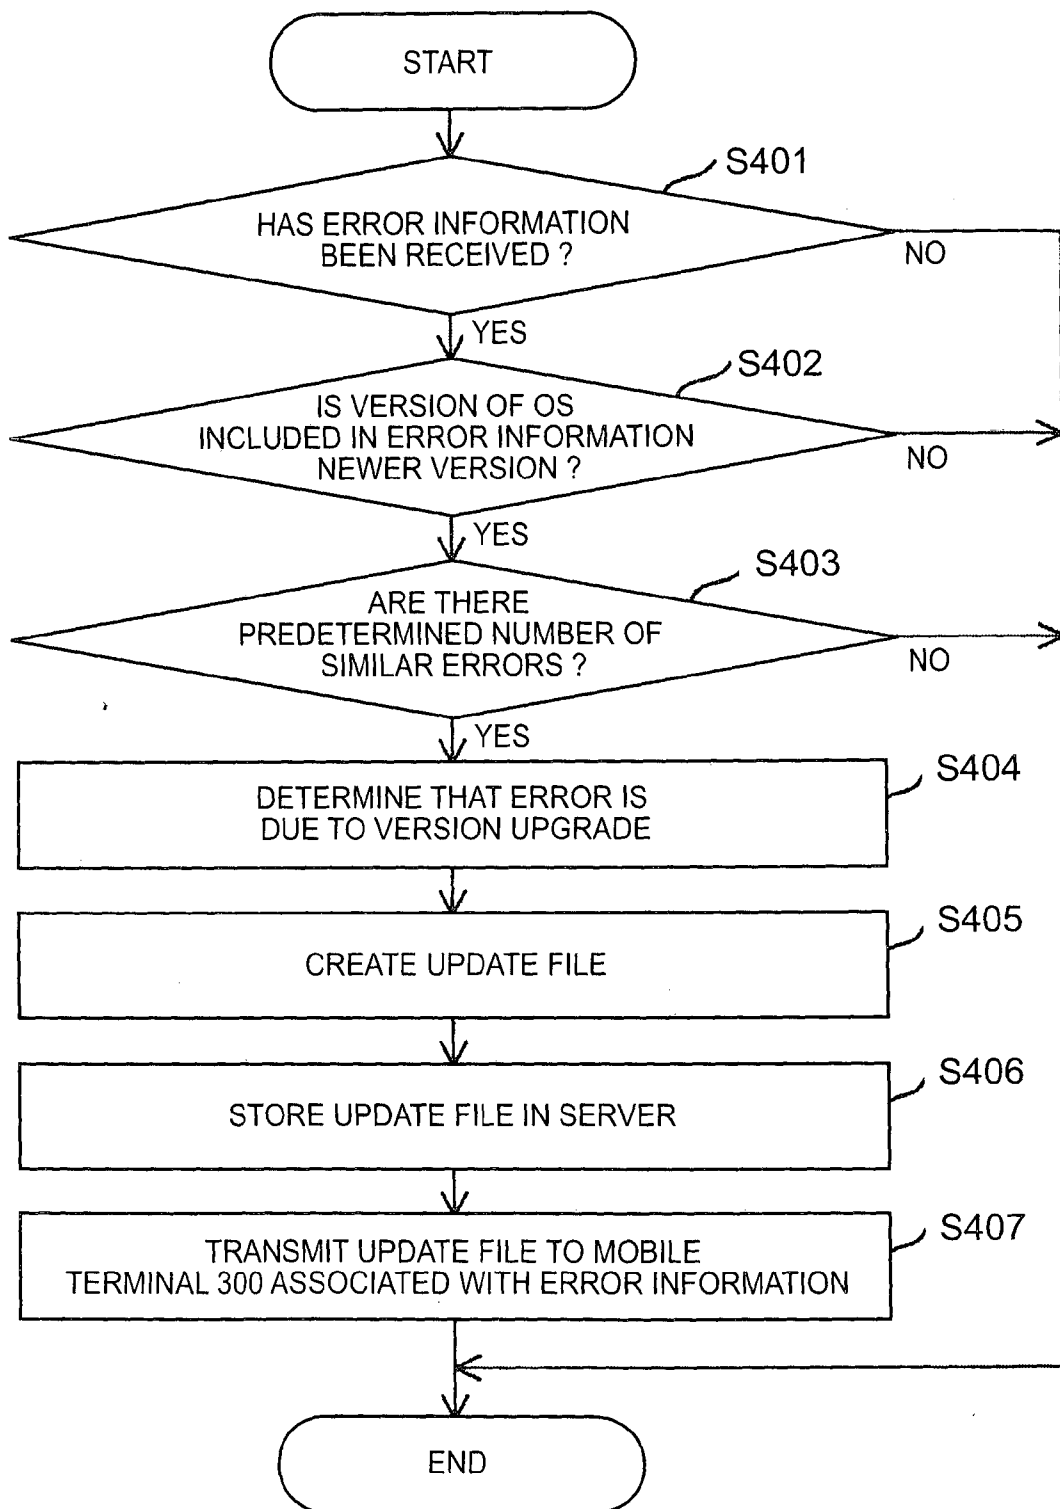 START
S401
HAS ERROR INFORMATION
BEEN RECEIVED ?
NO
YES
S402
IS VERSION OF OS
INCLUDED IN ERROR INFORMATION
NEWER VERSION ?
NO
YES
S403
ARE THERE
PREDETERMINED NUMBER OF
SIMILAR ERRORS ?
NO
YES
S404
DETERMINE THAT ERROR IS
DUE TO VERSION UPGRADE
S405
CREATE UPDATE FILE
S406
STORE UPDATE FILE IN SERVER
S407
TRANSMIT UPDATE FILE TO MOBILE
TERMINAL 300 ASSOCIATED WITH ERROR INFORMATION
END